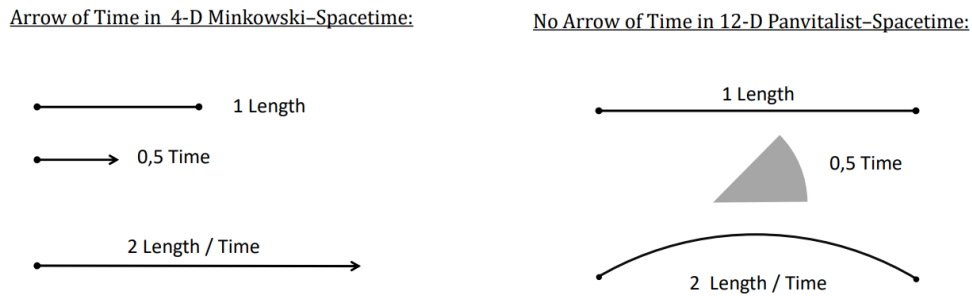 Arrow of Time in 4-D Minkowski–Spacetime:
1 Length
0,5 Time
2 Length / Time
No Arrow of Time in 12-D Panvitalist–Spacetime:
1 Length
0,5 Time
2 Length / Time